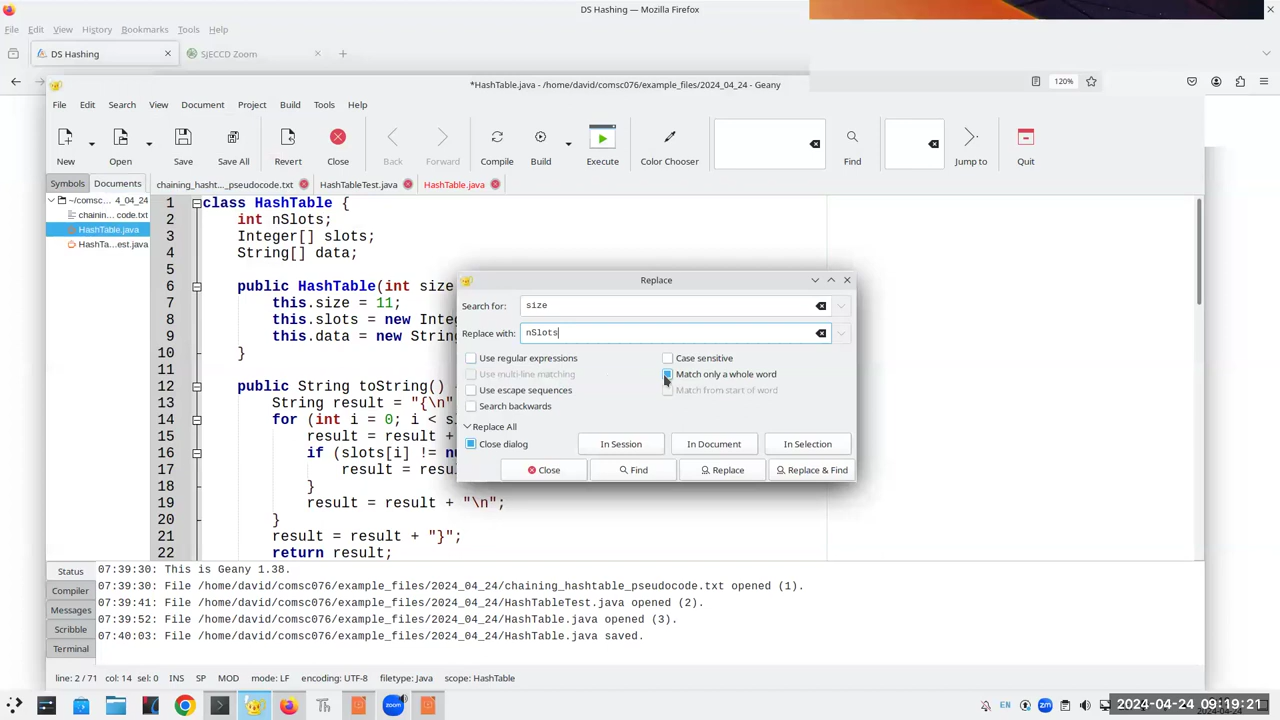 DS Hashing — Mozilla Firefox
File Edit View History Bookmarks Tools Help
DS Hashing
SJECCD Zoom
120%
*HashTable.java - /home/david/comsc076/example_files/2024_04_24 - Geany
File Edit Search View Document Project Build Tools Help
New Open Save Save All Revert Close Back Forward Compile Build Execute Color Chooser Find Jump to Quit
Symbols Documents
chaining_hasht..._pseudocode.txt HashTableTest.java HashTable.java
~/comsc... 4_04_24
chainin... code.txt
HashTable.java
HashTa...est.java
1 class HashTable {
2 int nSlots;
3 Integer[] slots;
4 String[] data;
5
6 public HashTable(int size
7 this.size = 11;
8 this.slots = new Inte
9 this.data = new Strin
10 }
11
12 public String toString()
13 String result = "{\n"
14 for (int i = 0; i < si
15 result = result +
16 if (slots[i] != nu
17 result = resu
18 }
19 result = result + "\n";
20 }
21 result = result + "}";
22 return result;
Replace
Search for: size
Replace with: nSlots
Use regular expressions Case sensitive
Use multi-line matching Match only a whole word
Use escape sequences Match from start of word
Search backwards
Replace All
Close dialog In Session In Document In Selection
Close Find Replace Replace & Find
Status
Compiler
Messages
Scribble
Terminal
07:39:30: This is Geany 1.38.
07:39:30: File /home/david/comsc076/example_files/2024_04_24/chaining_hashtable_pseudocode.txt opened (1).
07:39:41: File /home/david/comsc076/example_files/2024_04_24/HashTableTest.java opened (2).
07:39:52: File /home/david/comsc076/example_files/2024_04_24/HashTable.java opened (3).
07:40:03: File /home/david/comsc076/example_files/2024_04_24/HashTable.java saved.
line: 2 / 71 col: 14 sel: 0 INS SP MOD mode: LF encoding: UTF-8 filetype: Java scope: HashTable
Th
zoom
EN
zm
2024-04-24 09:19:21